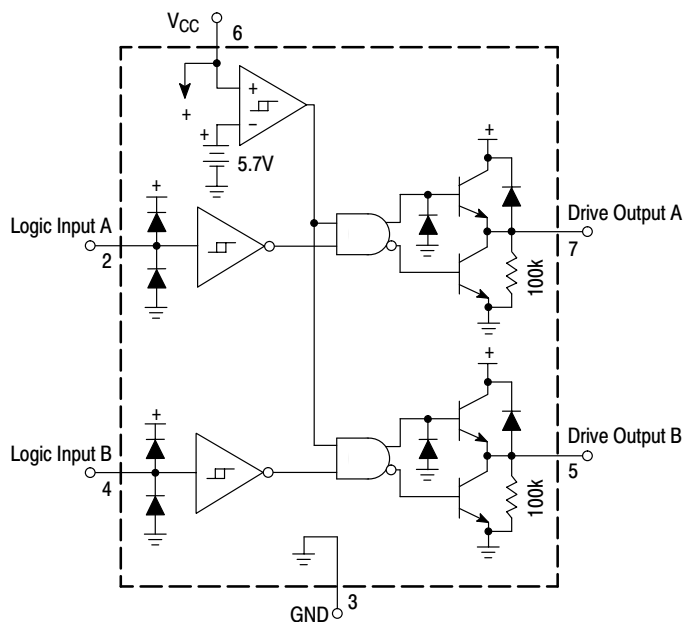 VCC
6
+
+
−
+
5.7V
+
Logic Input A
2
+
Drive Output A
7
100k
+
Logic Input B
4
+
Drive Output B
5
100k
GND
3